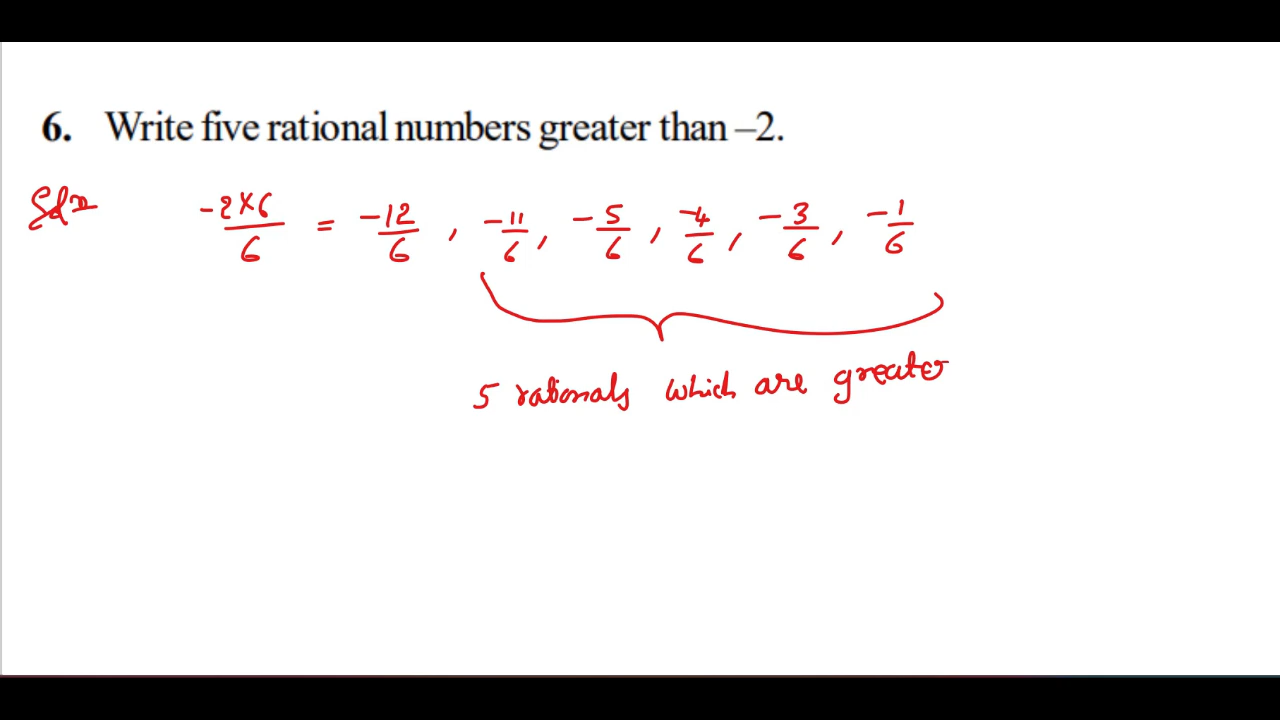 6. Write five rational numbers greater than –2.
Soln -2×6/6 = -12/6, -11/6, -5/6, -4/6, -3/6, -1/6
5 rationals which are greater